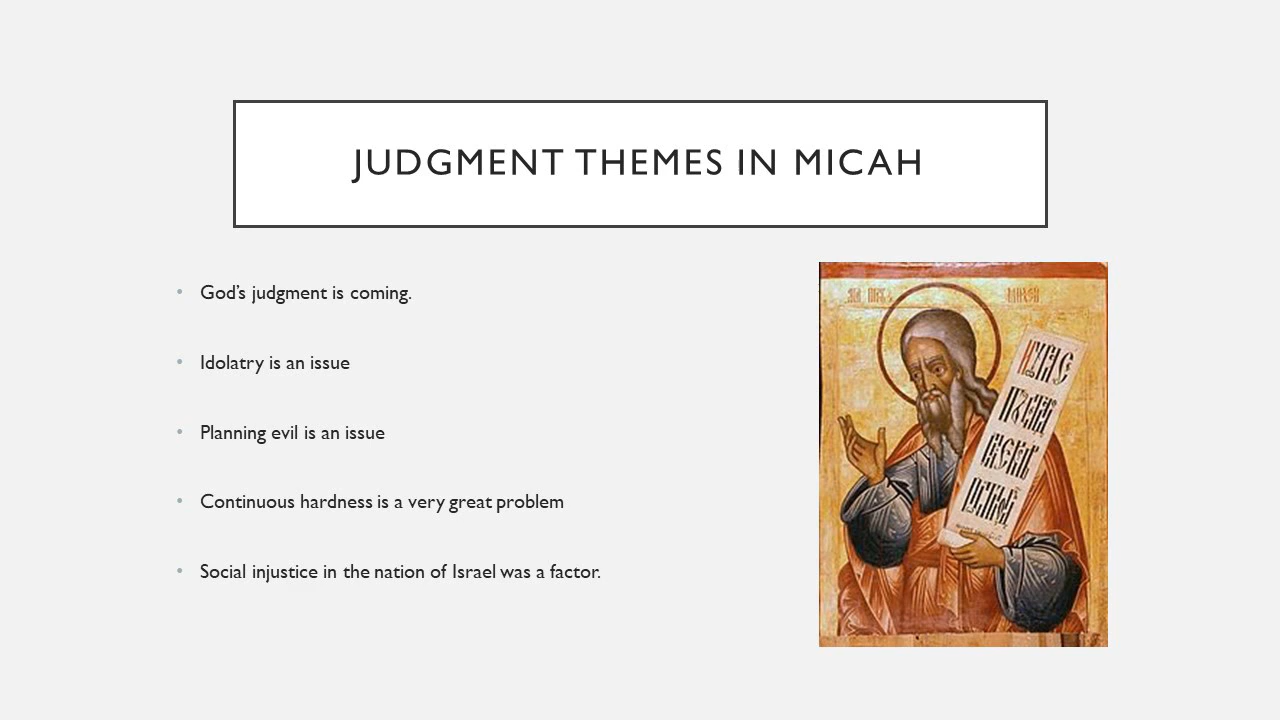 JUDGMENT THEMES IN MICAH
• God’s judgment is coming.
• Idolatry is an issue
• Planning evil is an issue
• Continuous hardness is a very great problem
• Social injustice in the nation of Israel was a factor.